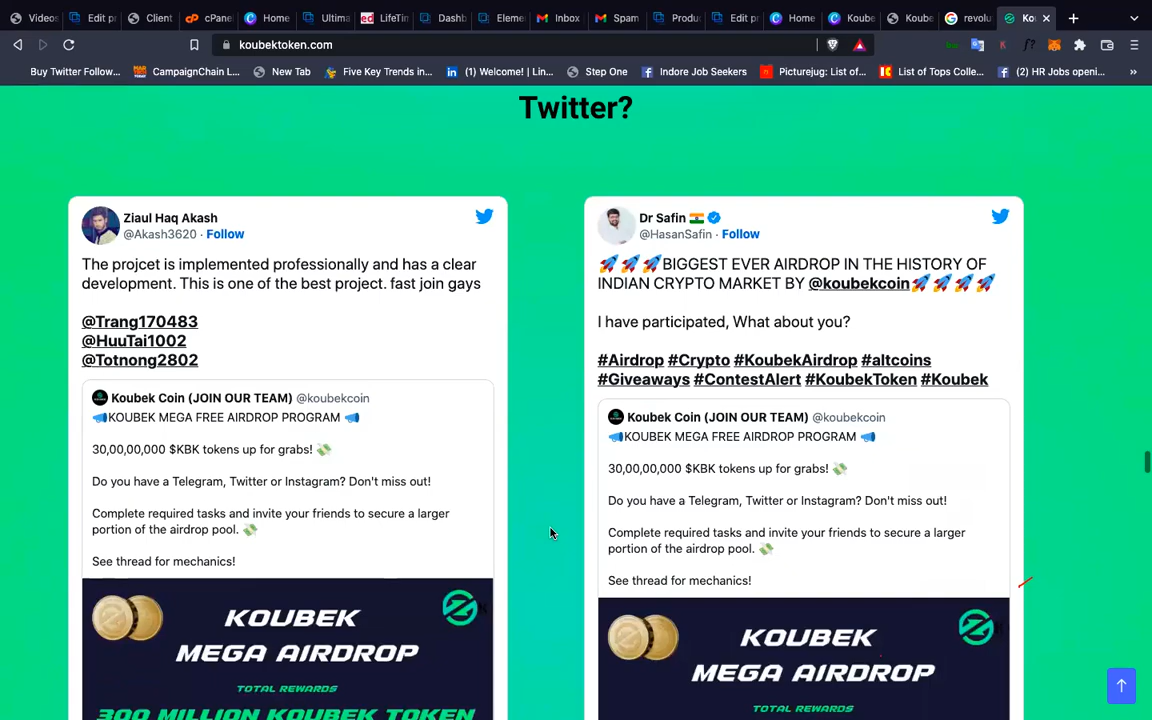 Videos
Edit p
Client
cPane
Home
Ultima
LifeTin
Dashb
Eleme
Inbox
Spam
Produ
Edit pr
Home
Koube
Koube
revolu
Ko
koubektoken.com
Buy Twitter Follow...
CampaignChain L...
New Tab
Five Key Trends in...
(1) Welcome! | Lin...
Step One
Indore Job Seekers
Picturejug: List of...
List of Tops Colle...
(2) HR Jobs openi...
Twitter?
Ziaul Haq Akash
@Akash3620 · Follow
The projcet is implemented professionally and has a clear
development. This is one of the best project. fast join gays
@Trang170483
@HuuTai1002
@Totnong2802
Koubek Coin (JOIN OUR TEAM) @koubekcoin
📣KOUBEK MEGA FREE AIRDROP PROGRAM 📣
30,00,00,000 $KBK tokens up for grabs! 💸
Do you have a Telegram, Twitter or Instagram? Don't miss out!
Complete required tasks and invite your friends to secure a larger
portion of the airdrop pool. 💸
See thread for mechanics!
KOUBEK
MEGA AIRDROP
TOTAL REWARDS
300 MILLION KOUBEK TOKEN
Dr Safin 🇮🇳
@HasanSafin · Follow
🚀🚀🚀BIGGEST EVER AIRDROP IN THE HISTORY OF
INDIAN CRYPTO MARKET BY @koubekcoin🚀🚀🚀🚀
I have participated, What about you?
#Airdrop #Crypto #KoubekAirdrop #altcoins
#Giveaways #ContestAlert #KoubekToken #Koubek
Koubek Coin (JOIN OUR TEAM) @koubekcoin
📣KOUBEK MEGA FREE AIRDROP PROGRAM 📣
30,00,00,000 $KBK tokens up for grabs! 💸
Do you have a Telegram, Twitter or Instagram? Don't miss out!
Complete required tasks and invite your friends to secure a larger
portion of the airdrop pool. 💸
See thread for mechanics!
KOUBEK
MEGA AIRDROP
TOTAL REWARDS